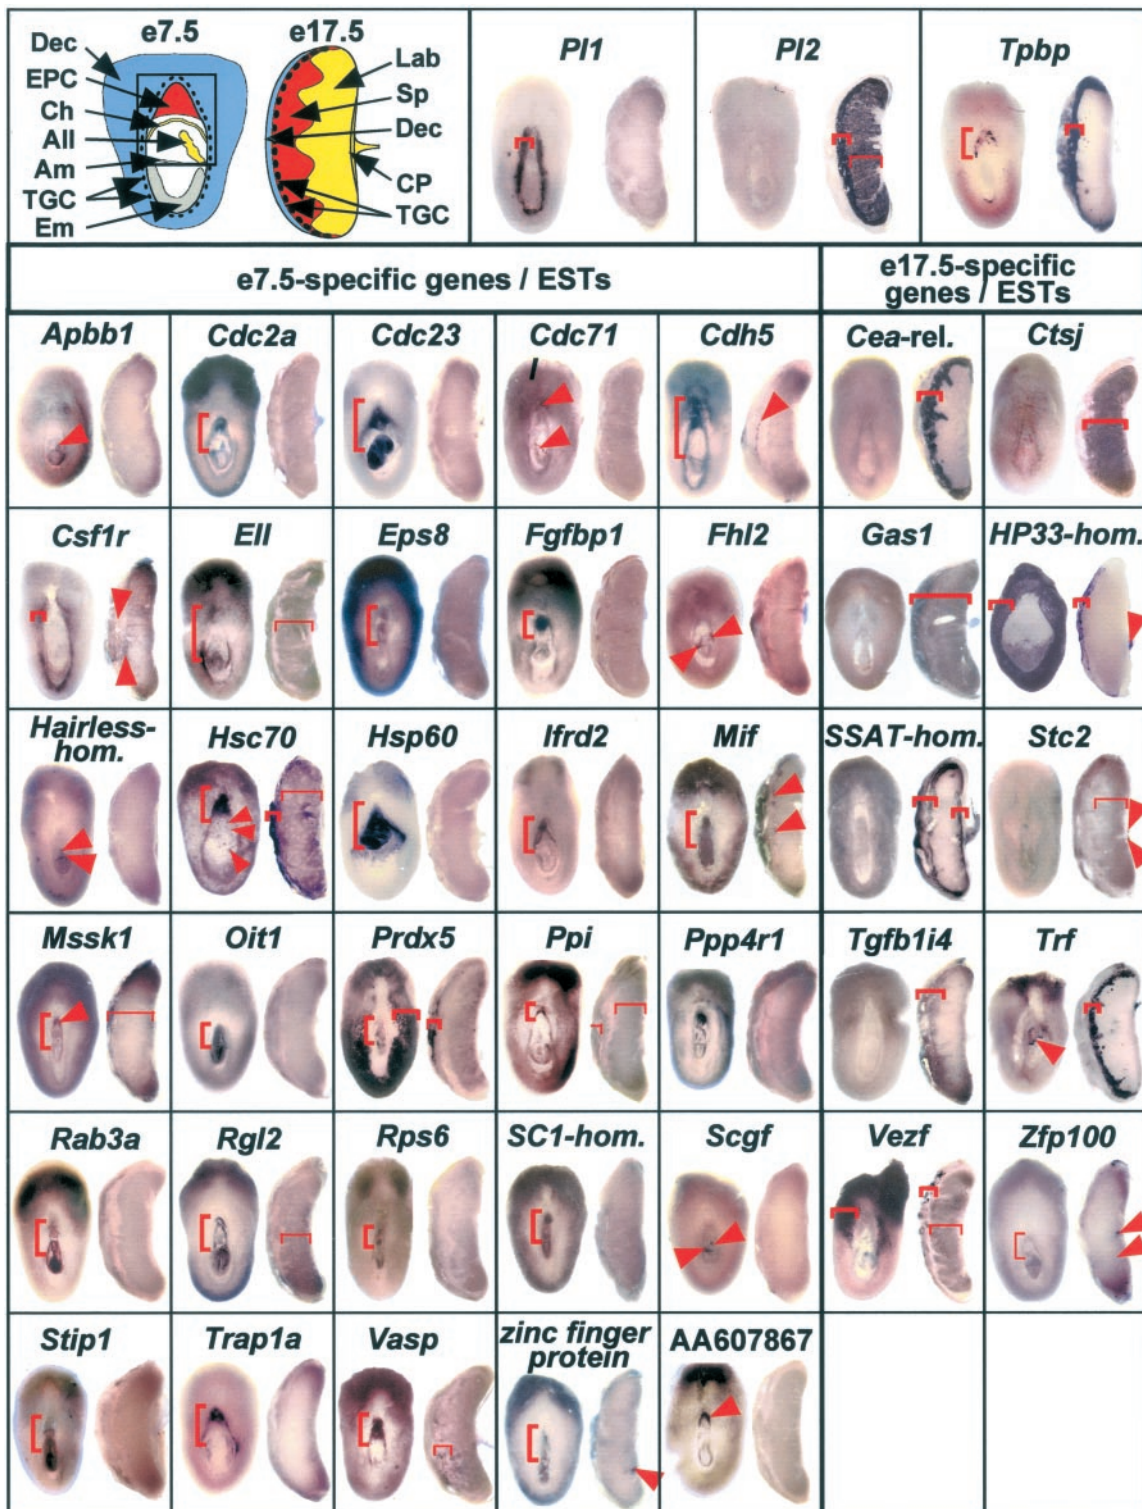 e7.5 e17.5
Dec
EPC
Ch
All
Am
TGC
Em
Lab
Sp
Dec
CP
TGC
Pl1 Pl2 Tpbp
e7.5-specific genes / ESTs
e17.5-specific
genes / ESTs
Apbb1 Cdc2a Cdc23 Cdc71 Cdh5 Cea-rel. Ctsj
l
Csf1r Ell Eps8 Fgfbp1 Fhl2 Gas1 HP33-hom.
Hairless-
hom. Hsc70 Hsp60 Ifrd2 Mif SSAT-hom. Stc2
Mssk1 Oit1 Prdx5 Ppi Ppp4r1 Tgfb1i4 Trf
Rab3a Rgl2 Rps6 SC1-hom. Scgf Vezf Zfp100
Stip1 Trap1a Vasp zinc finger
protein AA607867